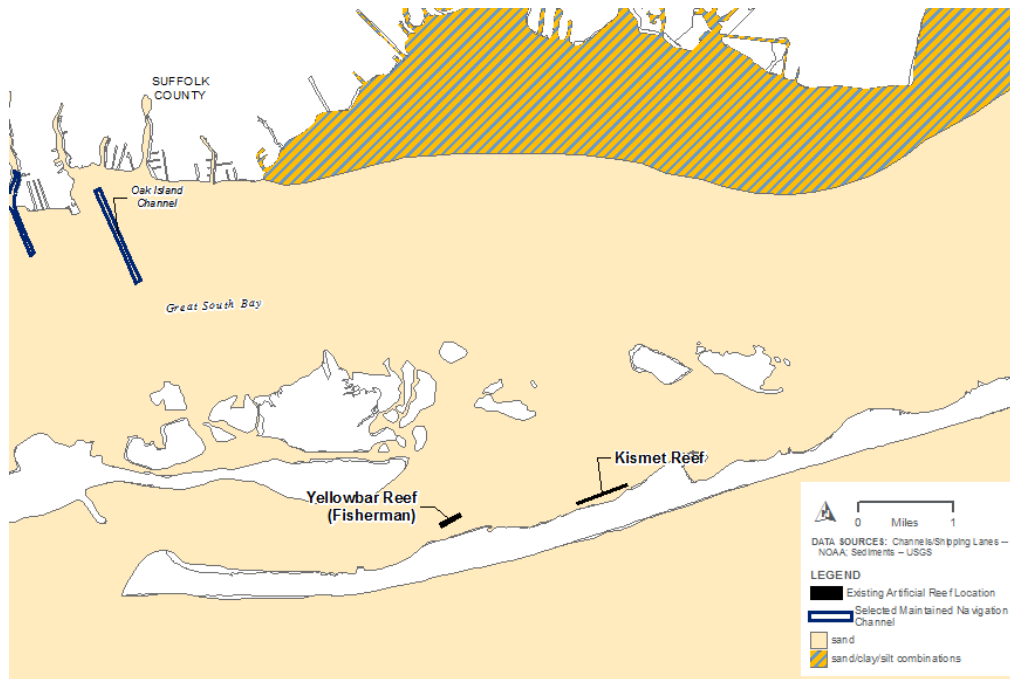 SUFFOLK
COUNTY
Oak Island
Channel
Great South Bay
Kismet Reef
Yellowbar Reef
(Fisherman)
0 Miles 1
DATA SOURCES: Channels/Shipping Lanes --
NOAA; Sediments -- USGS
LEGEND
Existing Artificial Reef Location
Selected Maintained Navigation
Channel
sand
sand/clay/silt combinations